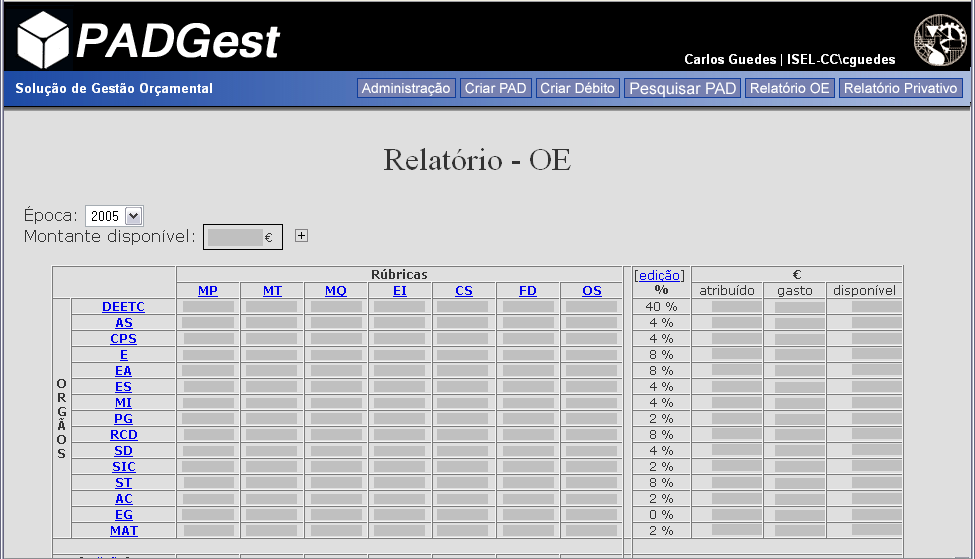 PADGest
Carlos Guedes | ISEL-CC\cguedes
Solução de Gestão Orçamental
Administração Criar PAD Criar Débito Pesquisar PAD Relatório OE Relatório Privativo
Relatório - OE
Época: 2005
Montante disponível: €
Rúbricas [edição] €
MP MT MQ EI CS FD OS % atribuído gasto disponível
ORGÃOS
DEETC 40 %
AS 4 %
CPS 4 %
E 8 %
EA 8 %
ES 4 %
MI 4 %
PG 2 %
RCD 8 %
SD 4 %
SIC 2 %
ST 8 %
AC 2 %
EG 0 %
MAT 2 %